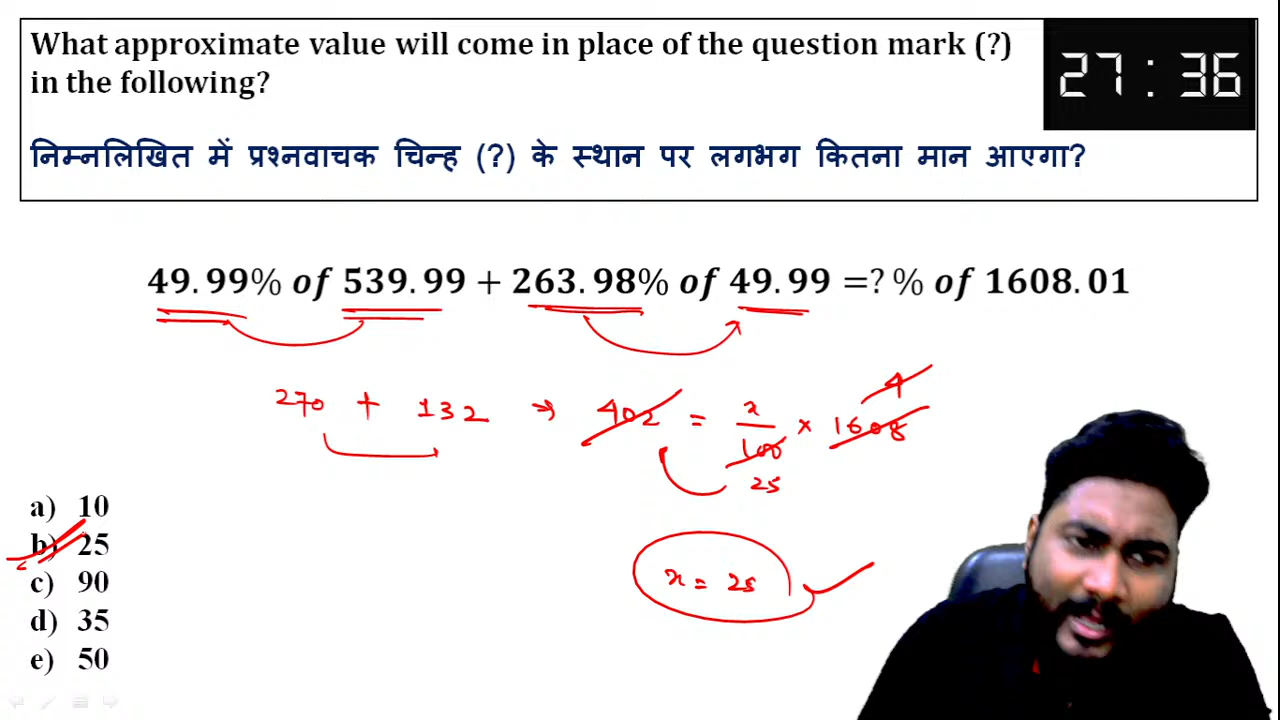 What approximate value will come in place of the question mark (?)
in the following?
27:36
निम्नलिखित में प्रश्नवाचक चिन्ह (?) के स्थान पर लगभग कितना मान आएगा?
49.99% of 539.99 + 263.98% of 49.99 =? % of 1608.01
4
270 + 132 → 402 = x/100 × 1608
25
a) 10
b) 25
c) 90
d) 35
e) 50
x = 25